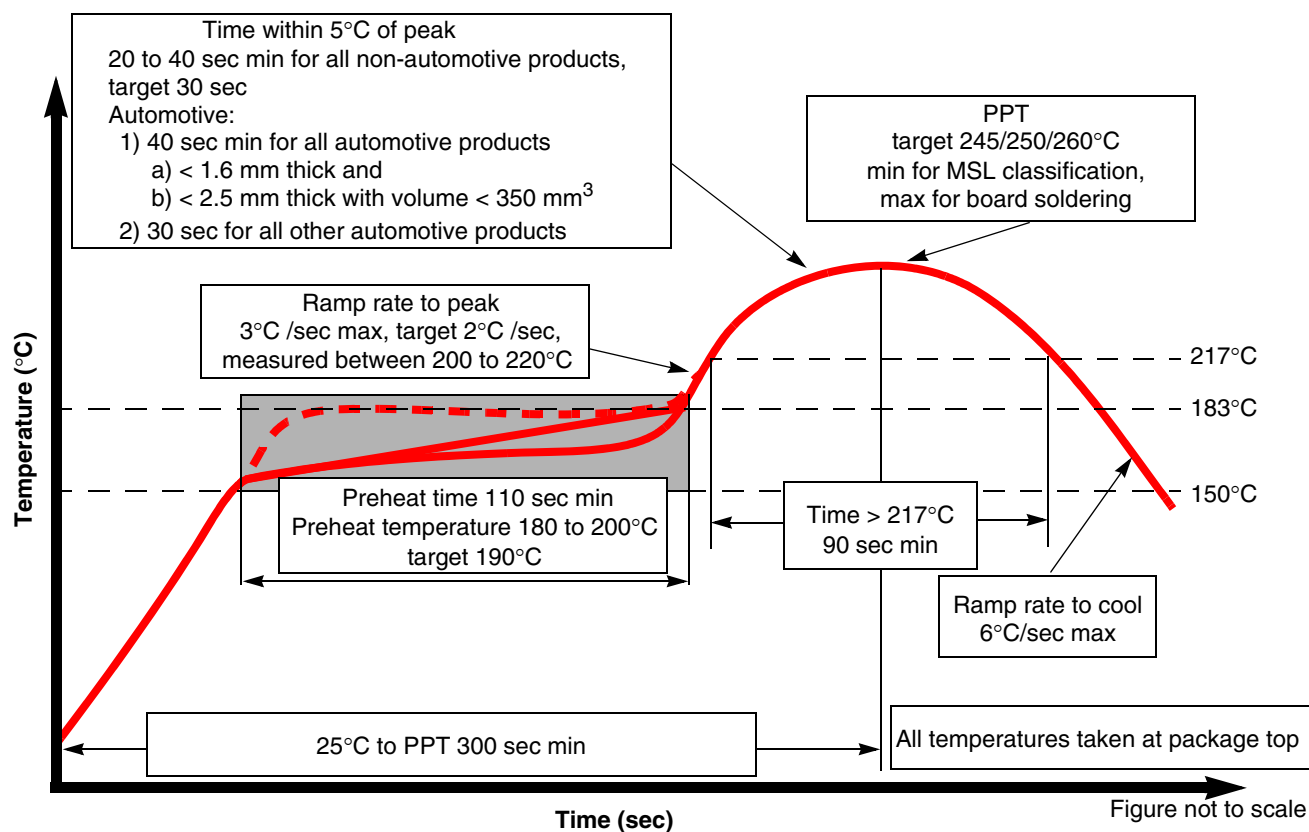 Time within 5°C of peak
20 to 40 sec min for all non-automotive products,
target 30 sec
Automotive:
1) 40 sec min for all automotive products
a) < 1.6 mm thick and
b) < 2.5 mm thick with volume < 350 mm³
2) 30 sec for all other automotive products
PPT
target 245/250/260°C
min for MSL classification,
max for board soldering
Ramp rate to peak
3°C /sec max, target 2°C /sec,
measured between 200 to 220°C
217°C
183°C
150°C
Temperature (°C)
Preheat time 110 sec min
Preheat temperature 180 to 200°C
target 190°C
Time > 217°C
90 sec min
Ramp rate to cool
6°C/sec max
25°C to PPT 300 sec min
All temperatures taken at package top
Time (sec)
Figure not to scale